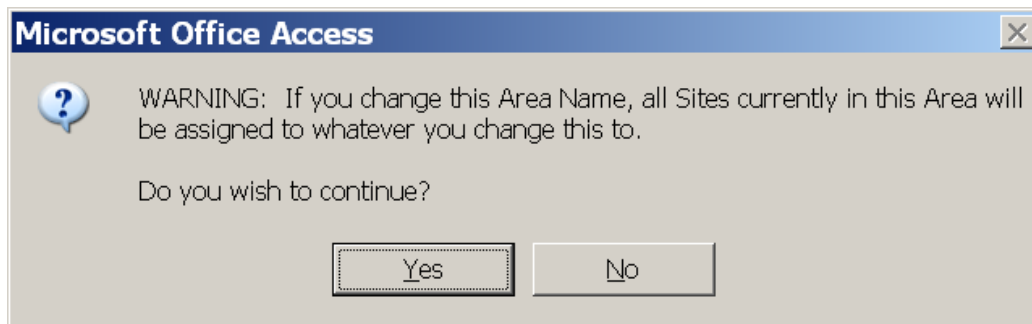 Microsoft Office Access
WARNING:  If you change this Area Name, all Sites currently in this Area will
be assigned to whatever you change this to.
Do you wish to continue?
Yes
No